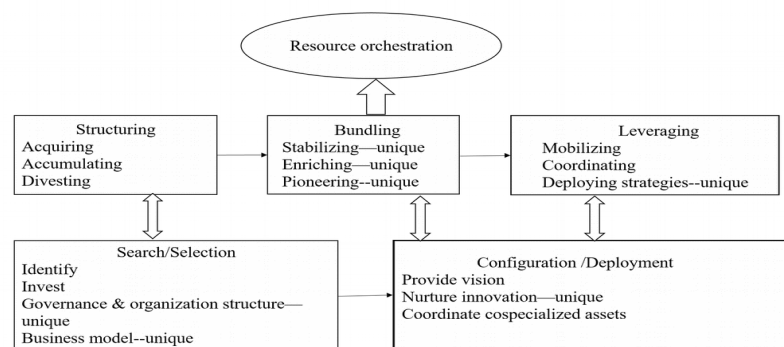 Resource orchestration
Structuring
Acquiring
Accumulating
Divesting
Bundling
Stabilizing—unique
Enriching—unique
Pioneering--unique
Leveraging
Mobilizing
Coordinating
Deploying strategies--unique
Search/Selection
Identify
Invest
Governance & organization structure—
unique
Business model--unique
Configuration /Deployment
Provide vision
Nurture innovation—unique
Coordinate cospecialized assets